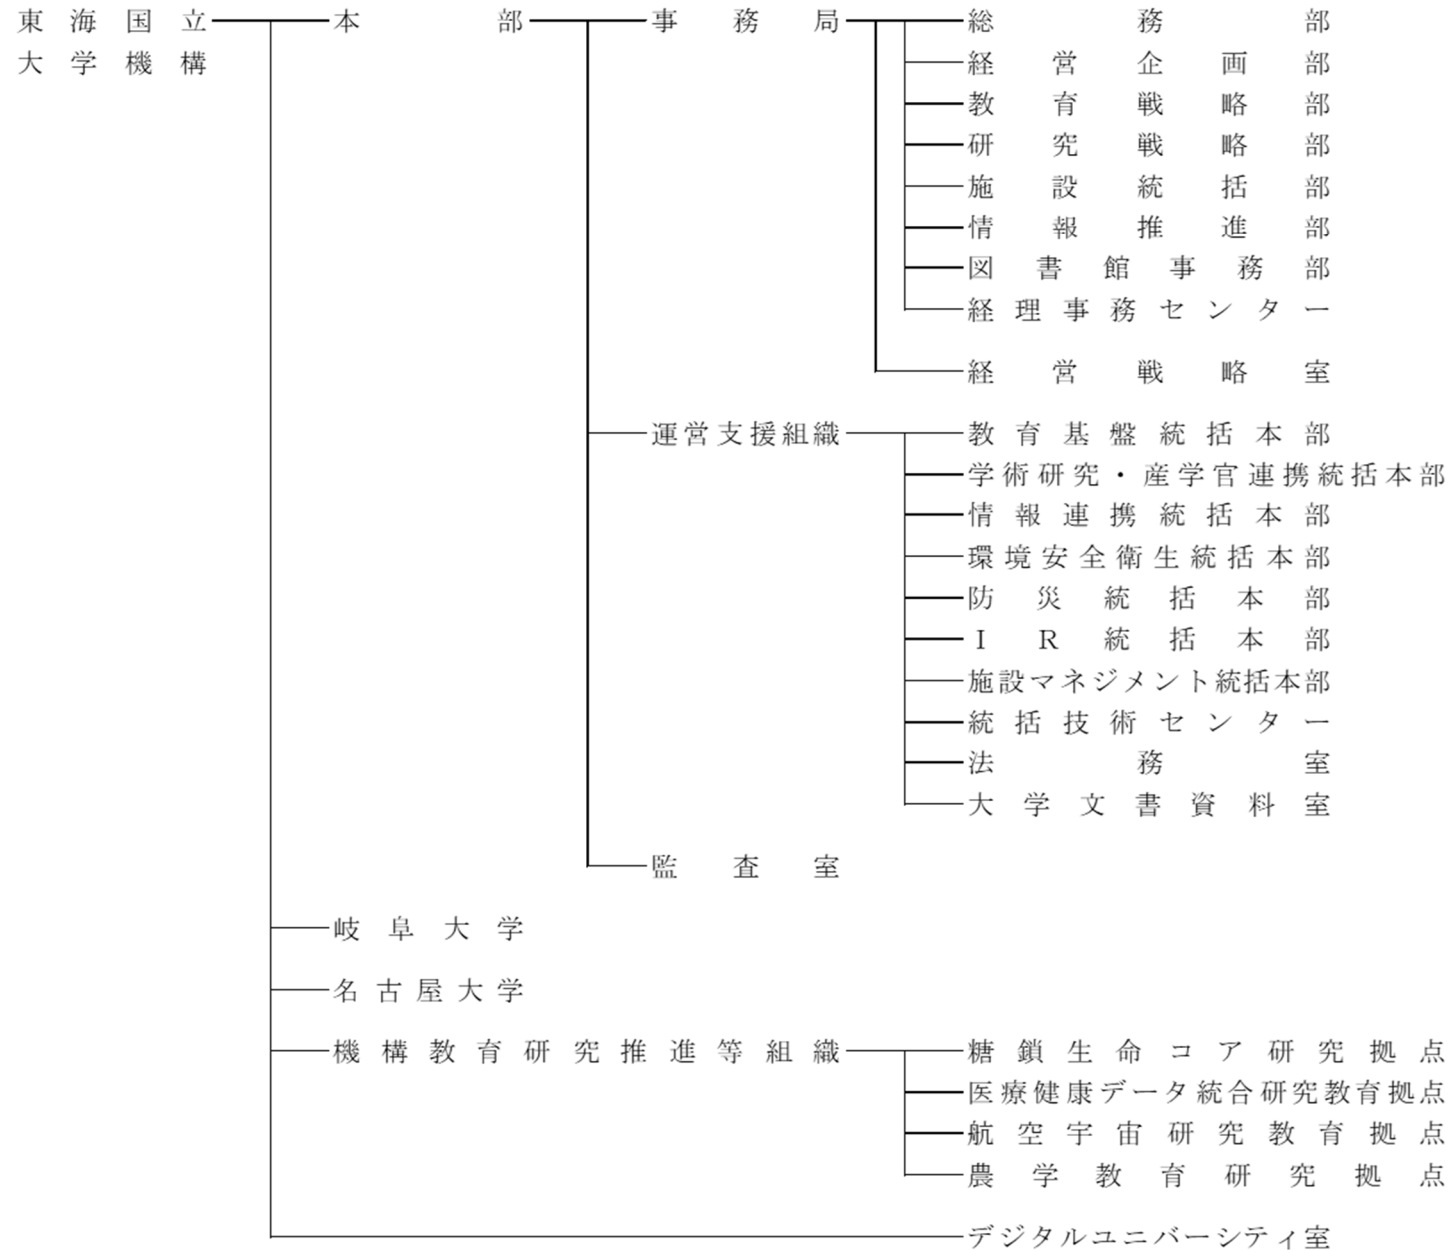 東海国立 本部 事務局 総務部
大学機構 経営企画部
教育戦略部
研究戦略部
施設統括部
情報推進部
図書館事務部
経理事務センター
経営戦略室
運営支援組織 教育基盤統括本部
学術研究・産学官連携統括本部
情報連携統括本部
環境安全衛生統括本部
防災統括本部
ＩＲ統括本部
施設マネジメント統括本部
統括技術センター
法務室
大学文書資料室
監査室
岐阜大学
名古屋大学
機構教育研究推進等組織 糖鎖生命コア研究拠点
医療健康データ統合研究教育拠点
航空宇宙研究教育拠点
農学教育研究拠点
デジタルユニバーシティ室